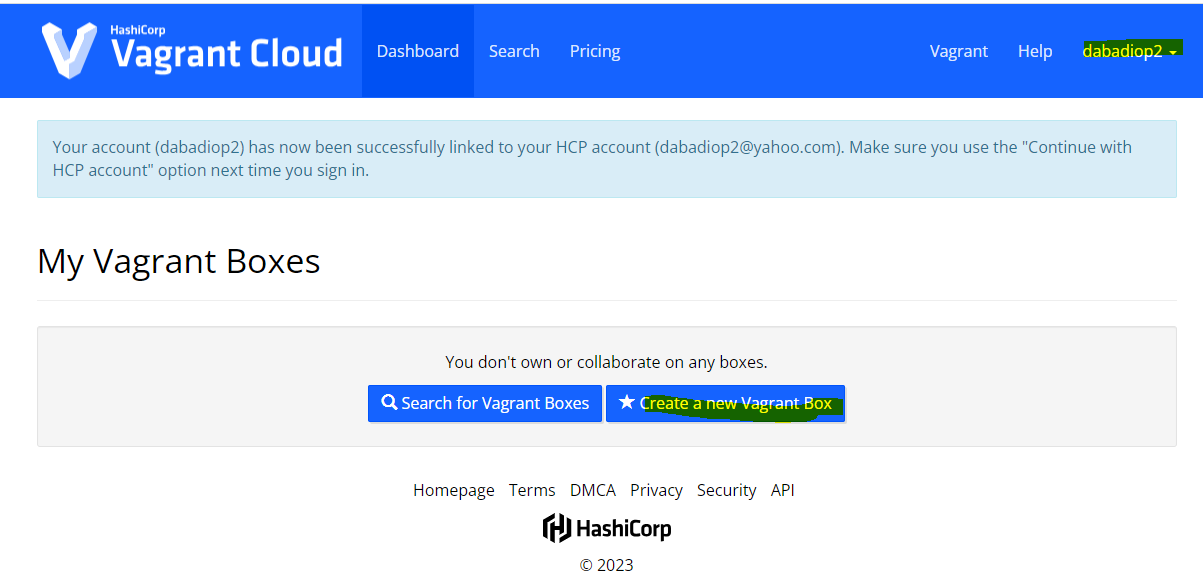 HashiCorp
Vagrant Cloud
Dashboard
Search
Pricing
Vagrant
Help
dabadiop2
Your account (dabadiop2) has now been successfully linked to your HCP account (dabadiop2@yahoo.com). Make sure you use the "Continue with
HCP account" option next time you sign in.
My Vagrant Boxes
You don't own or collaborate on any boxes.
Search for Vagrant Boxes
Create a new Vagrant Box
Homepage Terms DMCA Privacy Security API
HashiCorp
© 2023